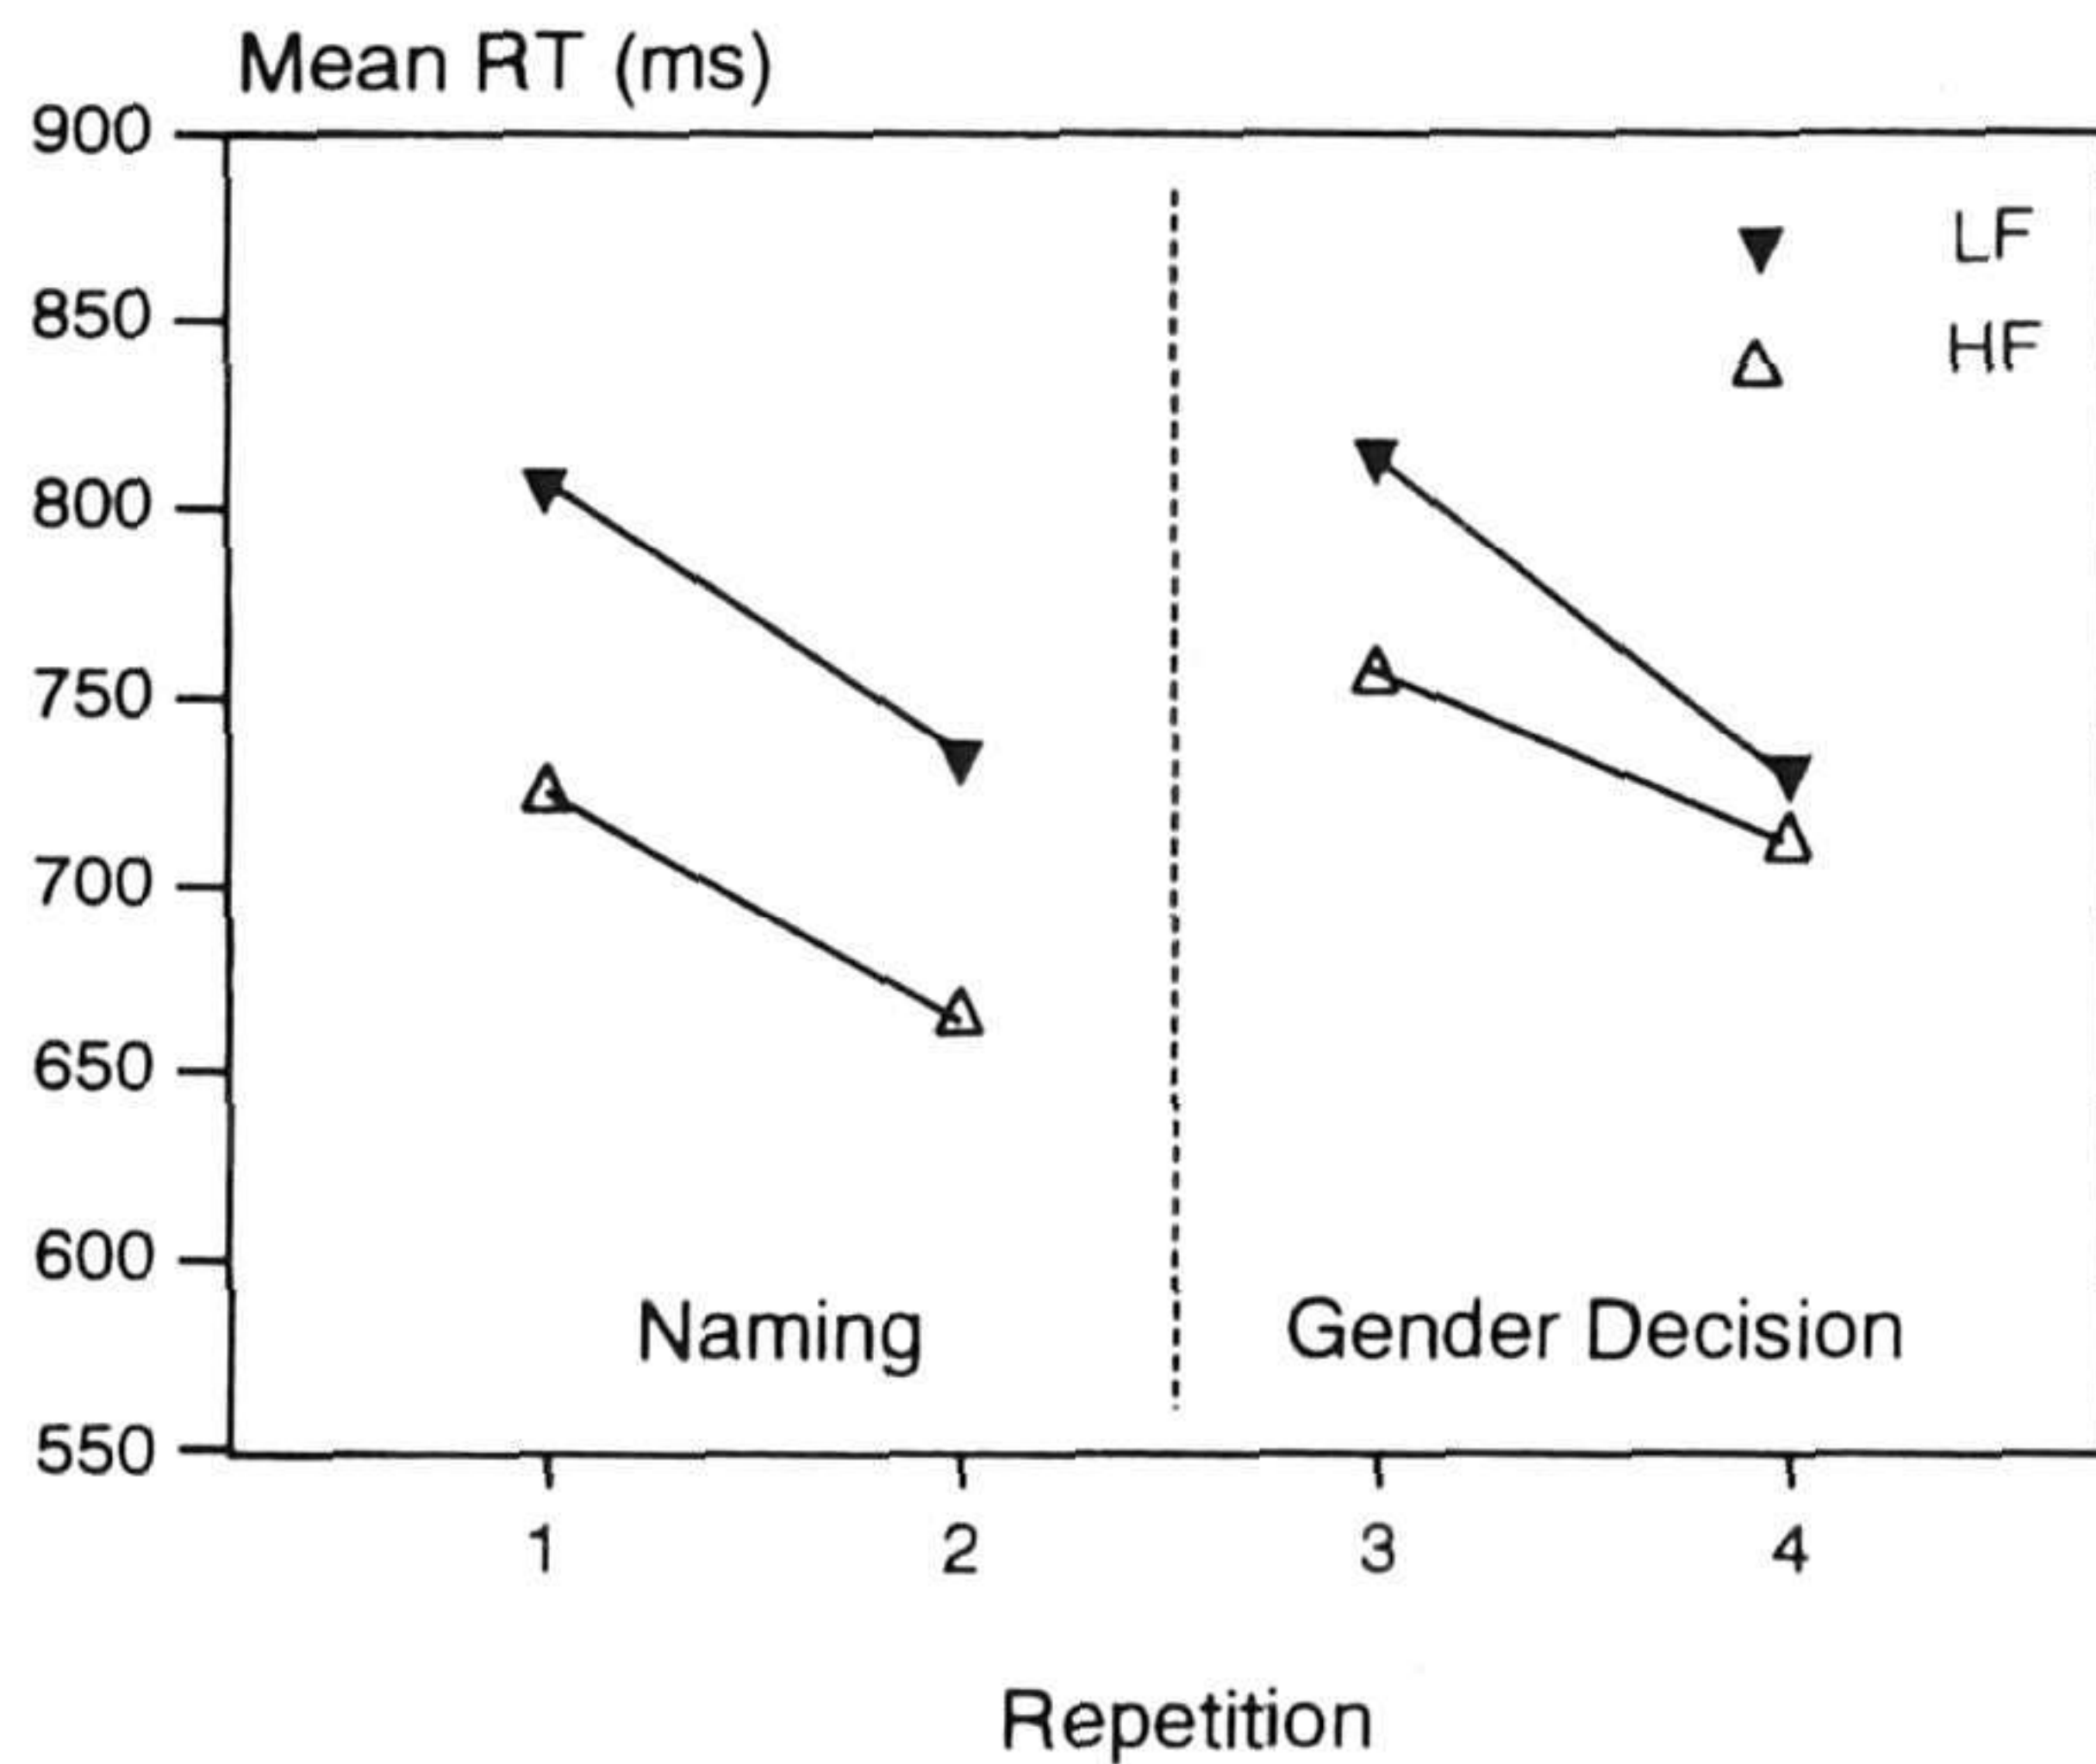 Mean RT (ms)
900
850
800
750
700
650
600
550
LF
HF
Naming
Gender Decision
1 2 3 4
Repetition